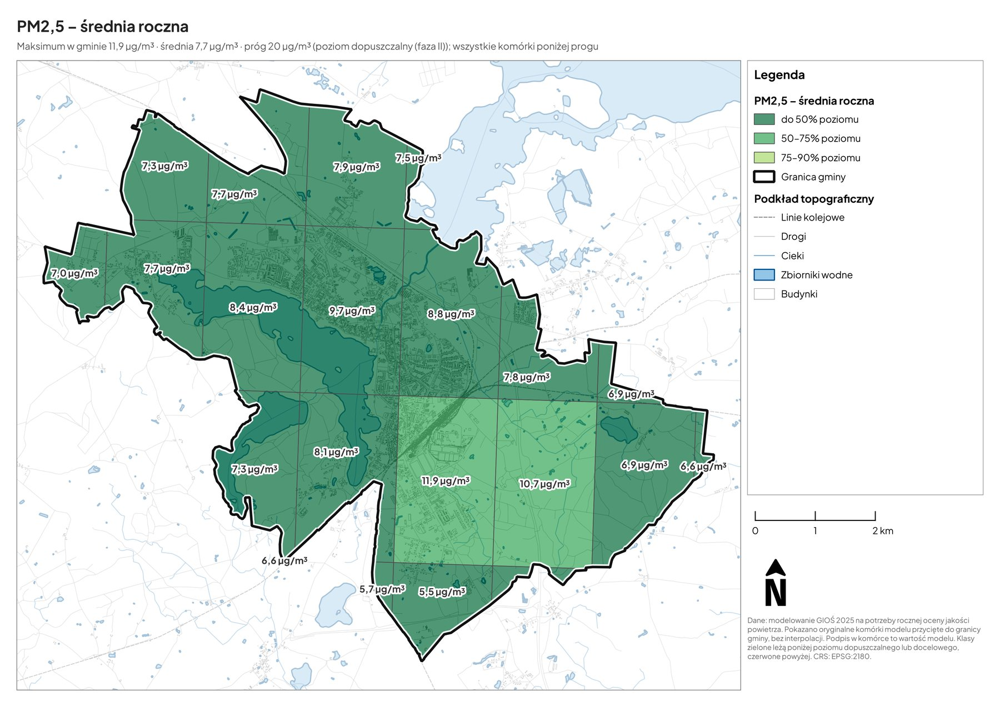 PM2,5 – średnia roczna
Maksimum w gminie 11,9 µg/m³ · średnia 7,7 µg/m³ · próg 20 µg/m³ (poziom dopuszczalny (faza II)); wszystkie komórki poniżej progu
7,5 µg/m³
7,3 µg/m³
7,9 µg/m³
7,7 µg/m³
7,7 µg/m³
7,0 µg/m³
8,4 µg/m³
9,7 µg/m³
8,8 µg/m³
7,8 µg/m³
6,9 µg/m³
8,1 µg/m³
7,3 µg/m³
6,9 µg/m³
6,6 µg/m³
11,9 µg/m³
10,7 µg/m³
6,6 µg/m³
5,7 µg/m³
5,5 µg/m³
Legenda
PM2,5 – średnia roczna
do 50% poziomu
50–75% poziomu
75–90% poziomu
Granica gminy
Podkład topograficzny
Linie kolejowe
Drogi
Cieki
Zbiorniki wodne
Budynki
0 1 2 km
N
Dane: modelowanie GIOŚ 2025 na potrzeby rocznej oceny jakości
powietrza. Pokazano oryginalne komórki modelu przycięte do granicy
gminy, bez interpolacji. Podpis w komórce to wartość modelu. Klasy
zielone leżą poniżej poziomu dopuszczalnego lub docelowego,
czerwone powyżej. CRS: EPSG:2180.